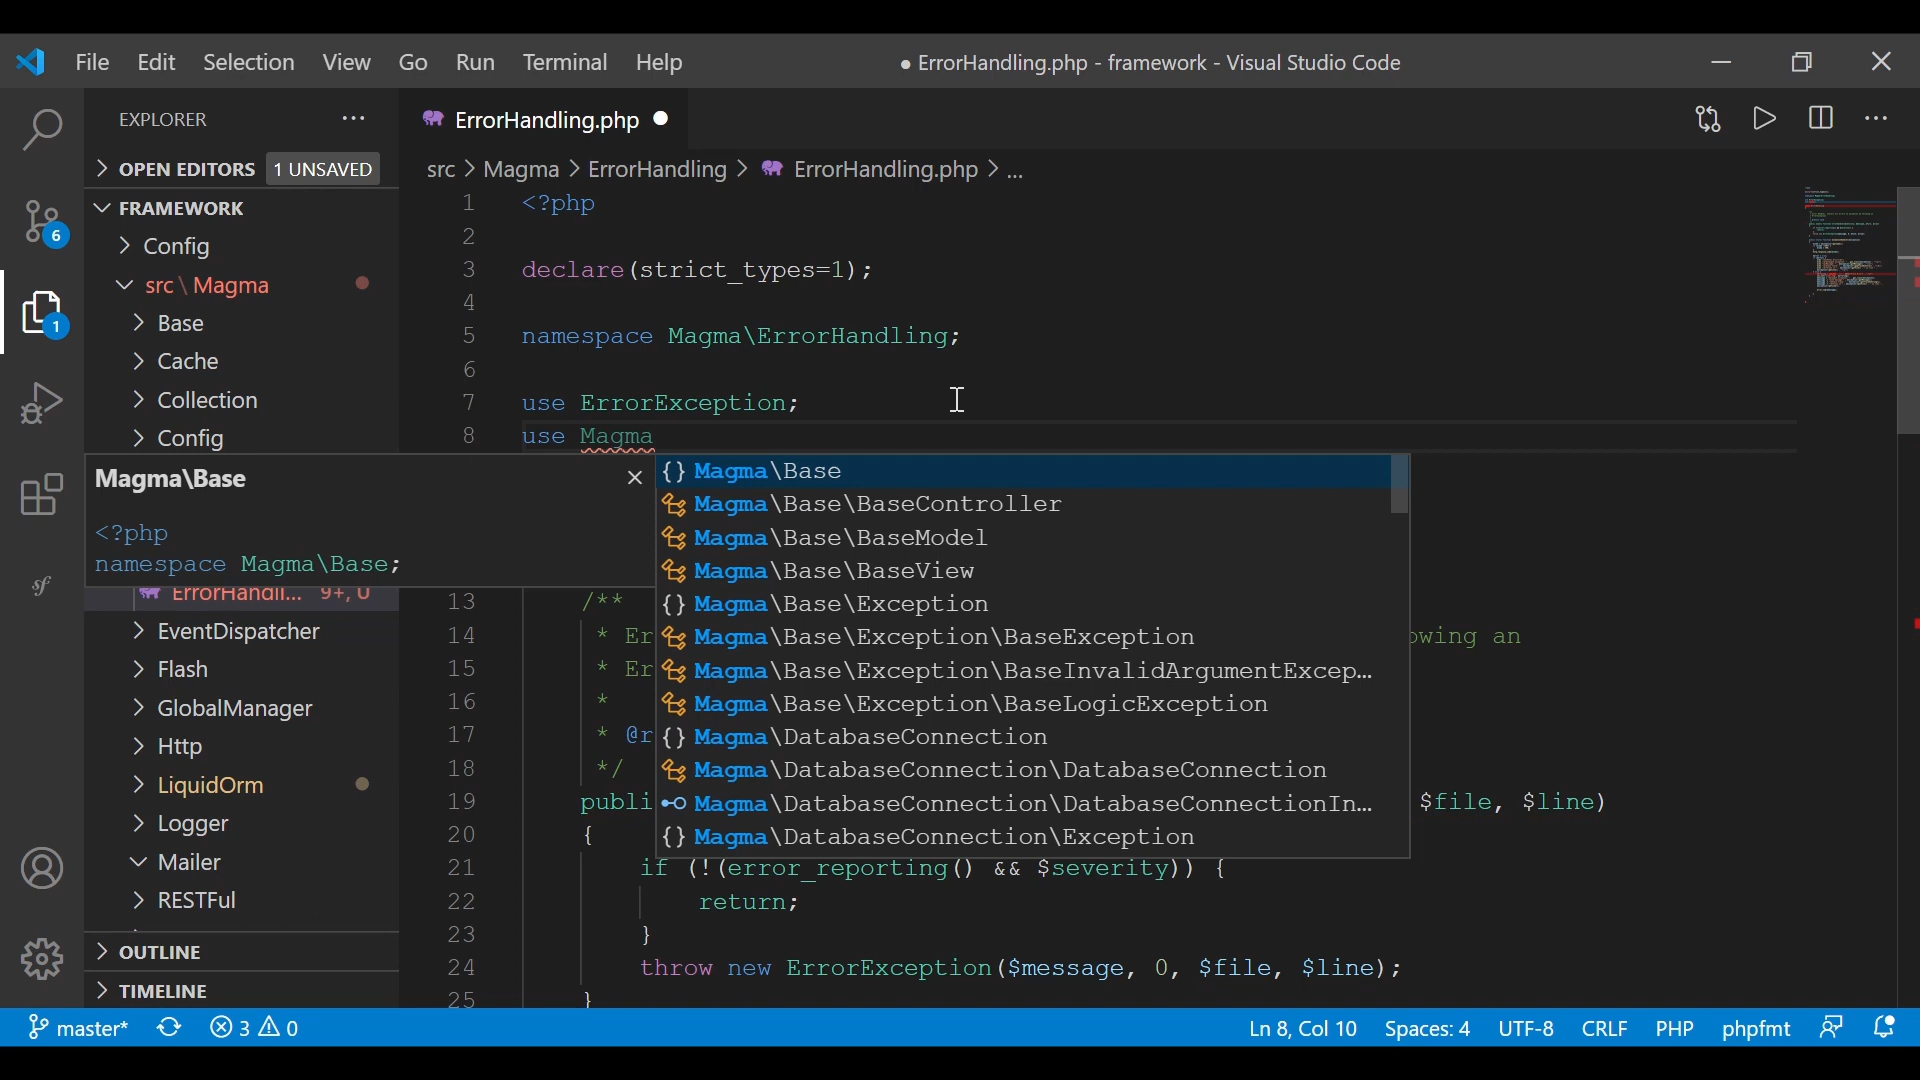 File Edit Selection View Go Run Terminal Help
● ErrorHandling.php - framework - Visual Studio Code
EXPLORER ...
OPEN EDITORS 1 UNSAVED
FRAMEWORK
Config
src \ Magma
Base
Cache
Collection
Config
ErrorHandli... 9+, U
EventDispatcher
Flash
GlobalManager
Http
LiquidOrm
Logger
Mailer
RESTFul
OUTLINE
TIMELINE
6
1
sf
ErrorHandling.php
src > Magma > ErrorHandling > ErrorHandling.php > ...
1 <?php
2
3 declare(strict_types=1);
4
5 namespace Magma\ErrorHandling;
6
7 use ErrorException;
8 use Magma
Magma\Base
<?php
namespace Magma\Base;
{} Magma\Base
Magma\Base\BaseController
Magma\Base\BaseModel
Magma\Base\BaseView
{} Magma\Base\Exception
Magma\Base\Exception\BaseException
Magma\Base\Exception\BaseInvalidArgumentExcep...
Magma\Base\Exception\BaseLogicException
{} Magma\DatabaseConnection
Magma\DatabaseConnection\DatabaseConnection
Magma\DatabaseConnection\DatabaseConnectionIn...
{} Magma\DatabaseConnection\Exception
13 /**
14 * Er owing an
15 * Er
16 *
17 * @r
18 */
19 publi $file, $line)
20 {
21 if (!(error_reporting() && $severity)) {
22 return;
23 }
24 throw new ErrorException($message, 0, $file, $line);
25 }
master* 3 0 Ln 8, Col 10 Spaces: 4 UTF-8 CRLF PHP phpfmt